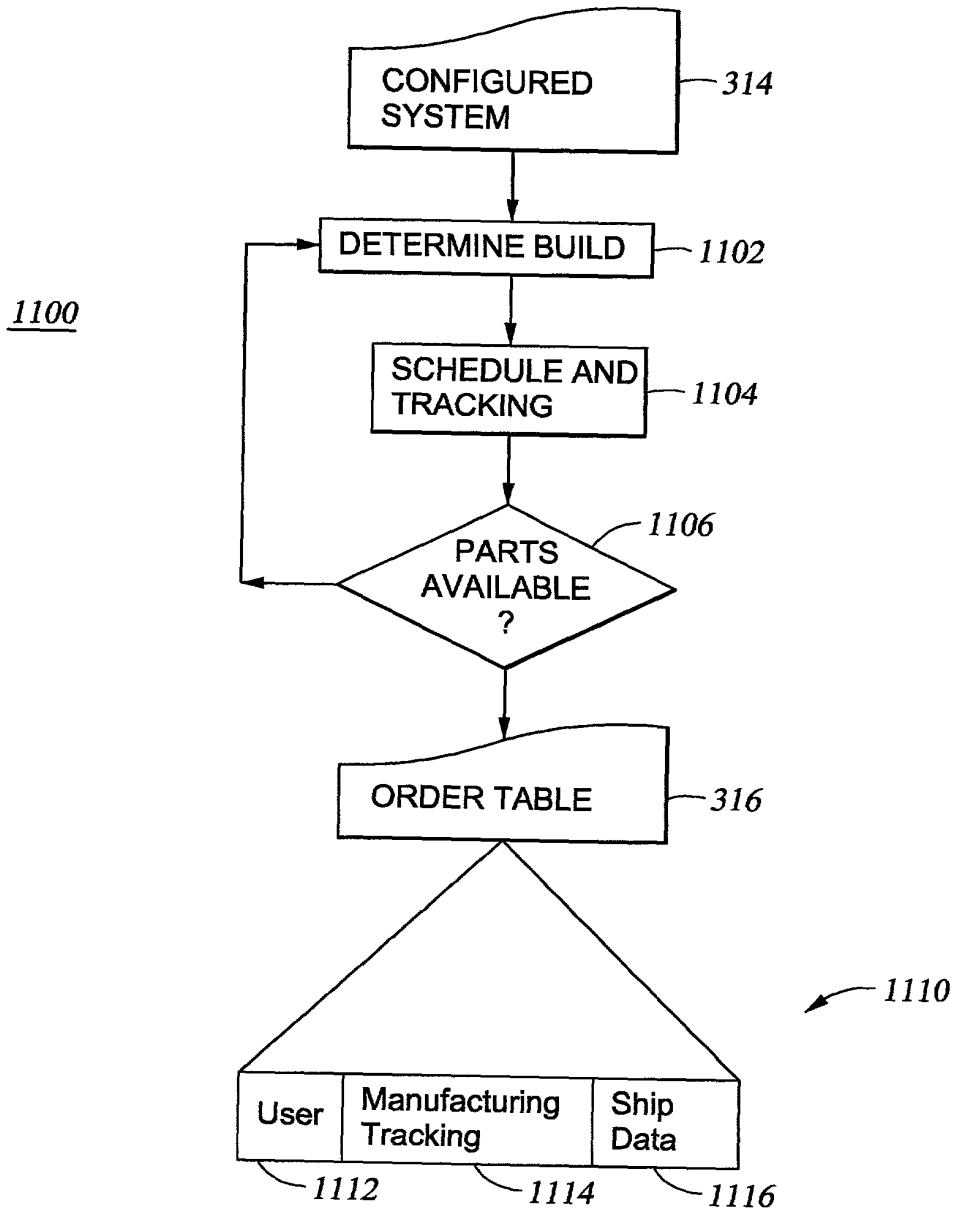 CONFIGURED
SYSTEM
314
DETERMINE BUILD
1102
1100
SCHEDULE AND
TRACKING
1104
1106
PARTS
AVAILABLE
?
ORDER TABLE
316
1110
User
Manufacturing
Tracking
Ship
Data
1112
1114
1116